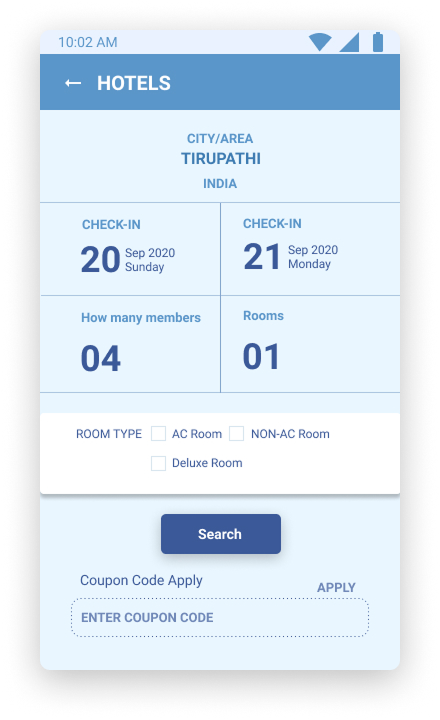 10:02 AM
← HOTELS
CITY/AREA
TIRUPATHI
INDIA
CHECK-IN
20 Sep 2020
Sunday
CHECK-IN
21 Sep 2020
Monday
How many members
04
Rooms
01
ROOM TYPE AC Room NON-AC Room
Deluxe Room
Search
Coupon Code Apply
APPLY
ENTER COUPON CODE